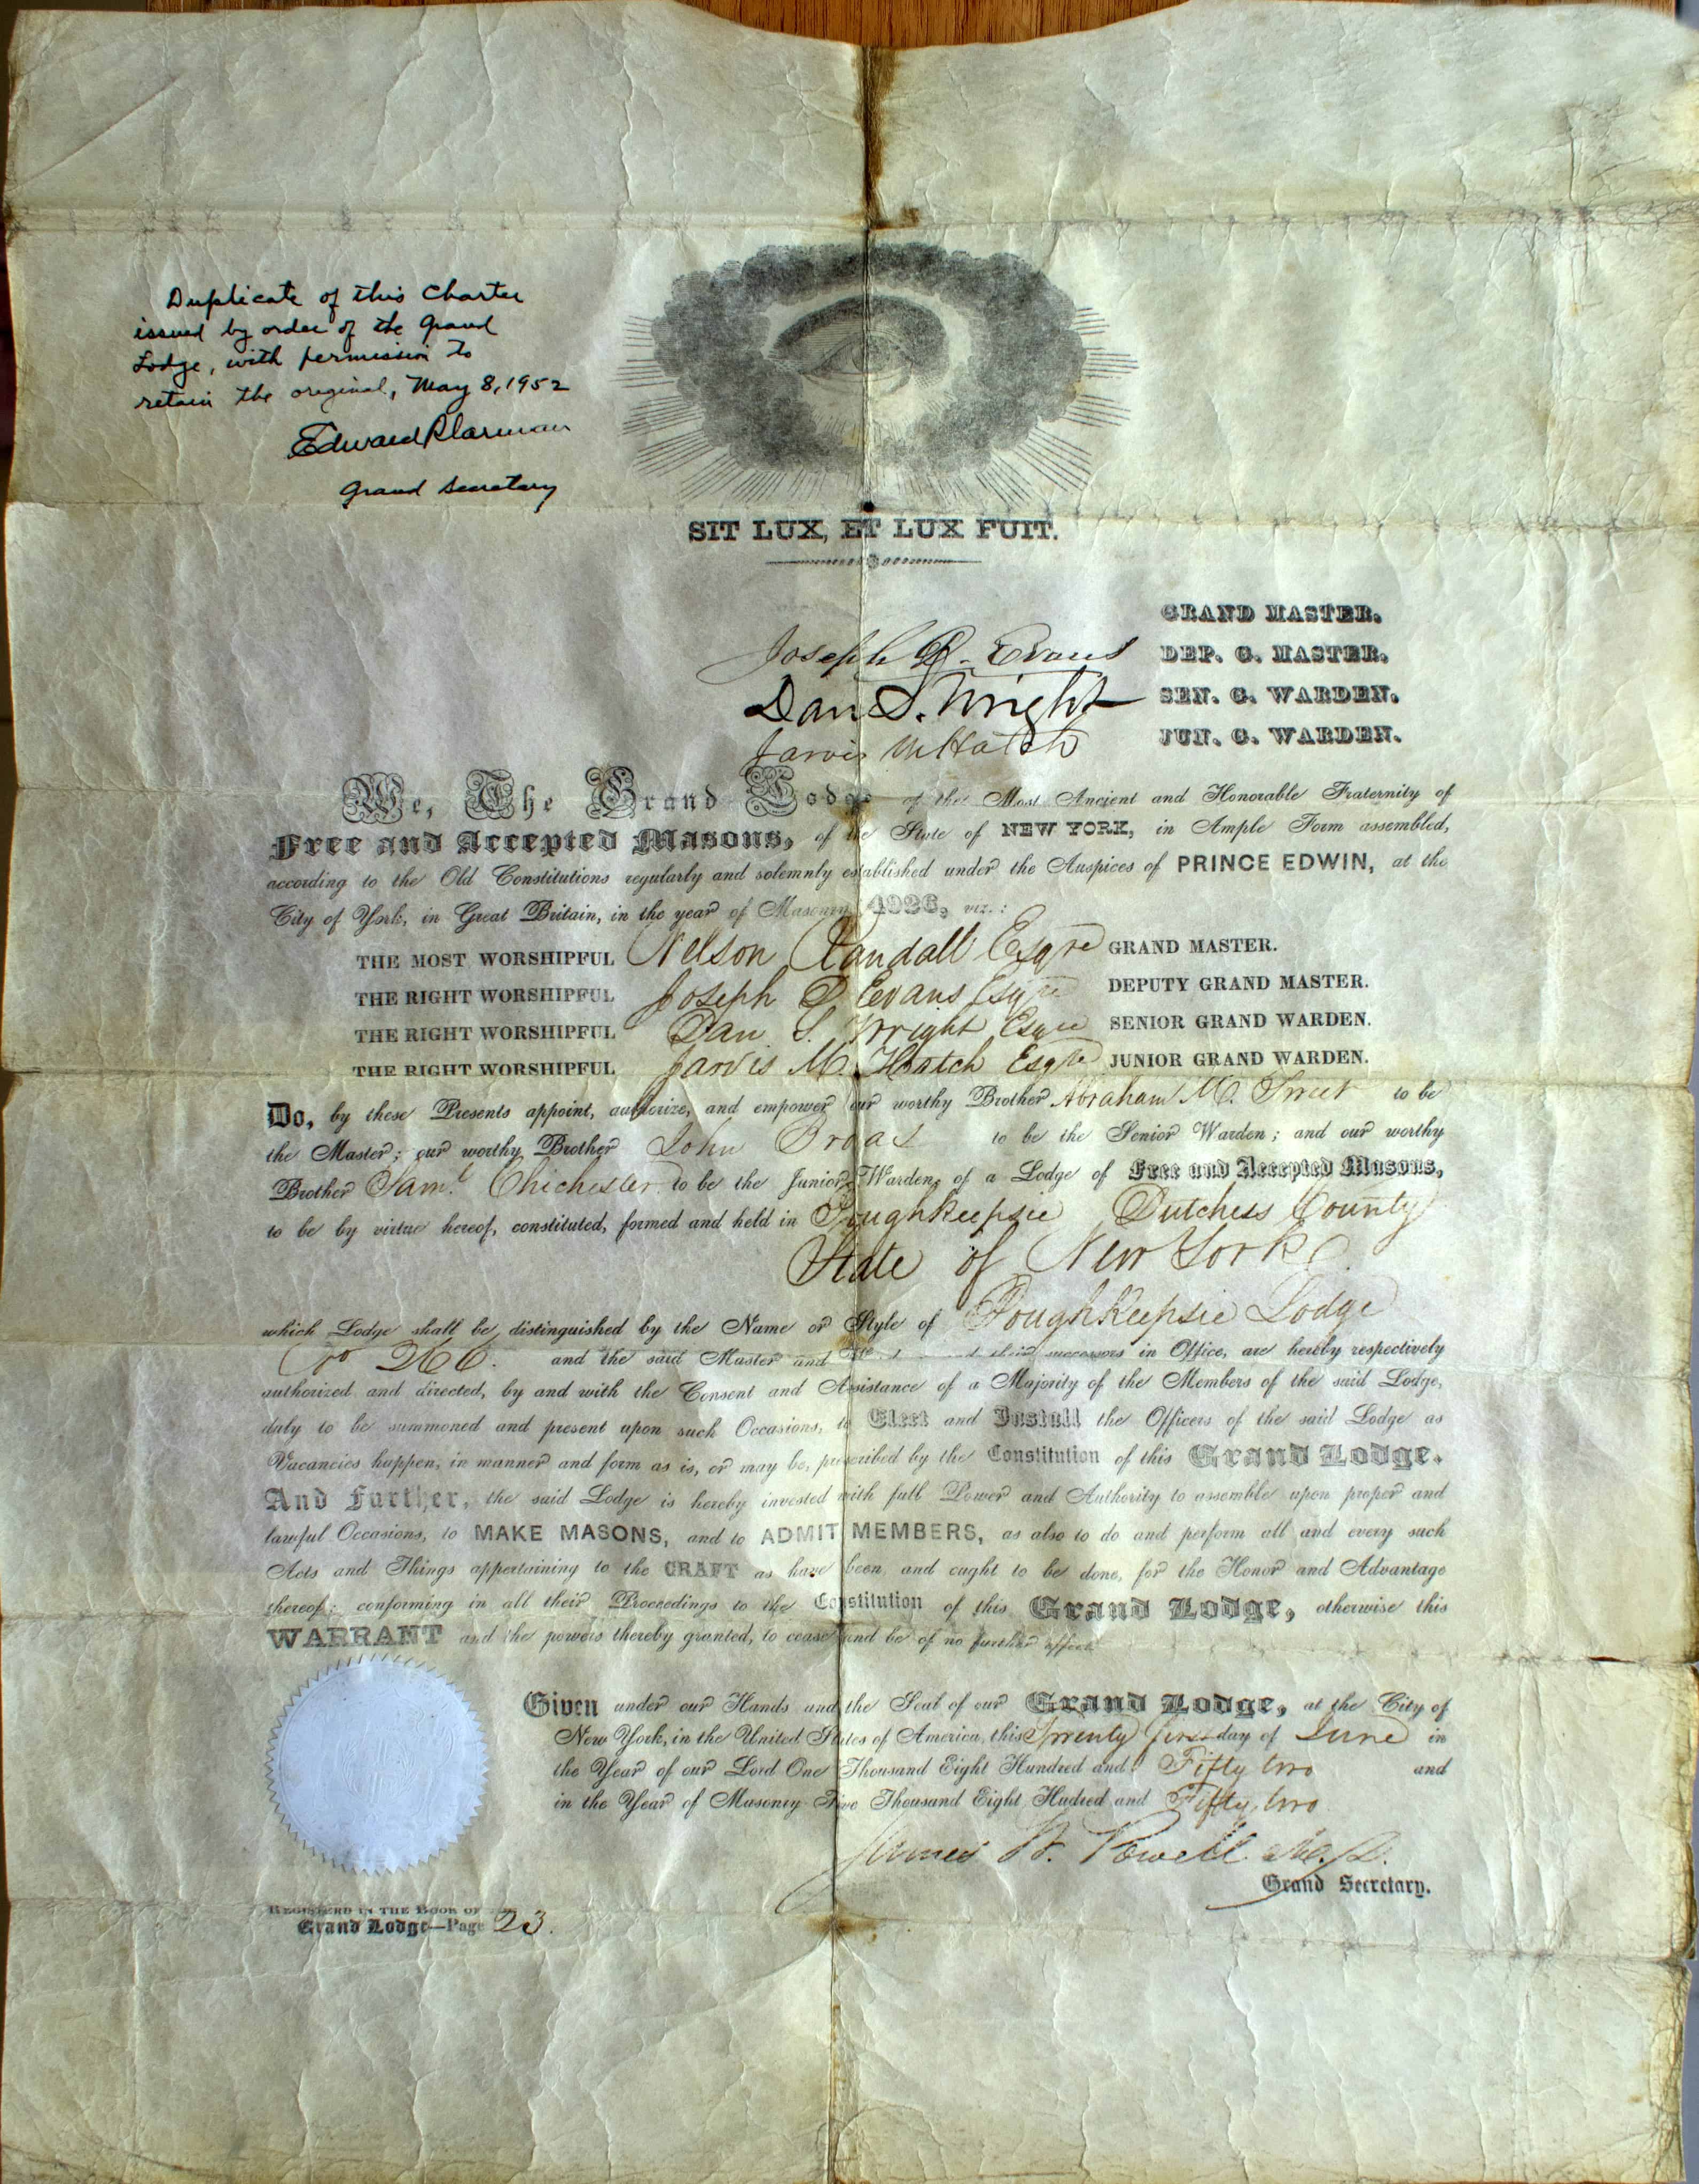 Duplicate of this Charter
issued by order of the Grand
Lodge, with permission to
retain the original, May 8, 1952
Edward
Grand Secretary
SIT LUX, ET LUX FUIT.
GRAND MASTER.
Joseph D. Evans DEP. G. MASTER.
Dan S. Wright SEN. G. WARDEN.
Jarvis M Hatch JUN. G. WARDEN.
We, The Grand Lodge of the Most Ancient and Honorable Fraternity of
Free and Accepted Masons, of the State of NEW YORK, in Ample Form assembled,
according to the Old Constitutions regularly and solemnly established under the Auspices of PRINCE EDWIN, at the
City of York, in Great Britain, in the year of Masonry 4926, viz.:
THE MOST WORSHIPFUL Nelson Randall Esqre GRAND MASTER.
THE RIGHT WORSHIPFUL Joseph D. Evans Esqre DEPUTY GRAND MASTER.
THE RIGHT WORSHIPFUL Dan S. Wright Esqre SENIOR GRAND WARDEN.
THE RIGHT WORSHIPFUL Jarvis M. Hatch Esqre JUNIOR GRAND WARDEN.
Do, by these Presents appoint, authorize, and empower our worthy Brother Abraham M. Sweet to be
the Master; our worthy Brother John Broas to be the Senior Warden; and our worthy
Brother Saml. Chichester to be the Junior Warden, of a Lodge of Free and Accepted Masons,
to be by virtue hereof, constituted, formed and held in Poughkeepsie Dutchess County
State of New York
which Lodge shall be distinguished by the Name or Style of Poughkeepsie Lodge
No 266. and the said Master and successors in Office, are hereby respectively
authorized and directed, by and with the Consent and Assistance of a Majority of the Members of the said Lodge,
duly to be summoned and present upon such Occasions, to Elect and Install the Officers of the said Lodge as
Vacancies happen, in manner and form as is, or may be, prescribed by the Constitution of this Grand Lodge.
And Further, the said Lodge is hereby invested with full Power and Authority to assemble upon proper and
lawful Occasions, to MAKE MASONS, and to ADMIT MEMBERS, as also to do and perform all and every such
Acts and Things appertaining to the CRAFT as have been and ought to be done, for the Honor and Advantage
thereof; conforming in all their Proceedings to the Constitution of this Grand Lodge, otherwise this
WARRANT and the powers thereby granted, to cease and be of no further effect.
Given under our Hands and the Seal of our Grand Lodge, at the City of
New York, in the United States of America, this Twenty first day of June in
the Year of our Lord One Thousand Eight Hundred and Fifty two and
in the Year of Masonry Five Thousand Eight Hudred and Fifty two
James W. Powell M.D.
Grand Secretary.
REGISTERD IN THE BOOK OF THE
Grand Lodge—Page 23.